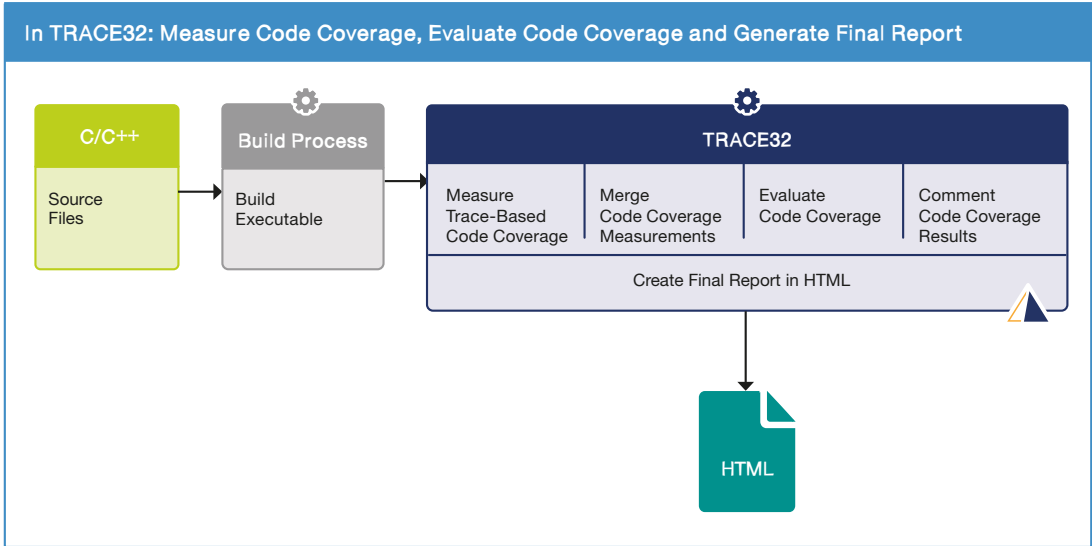 In TRACE32: Measure Code Coverage, Evaluate Code Coverage and Generate Final Report
C/C++
Source
Files
Build Process
Build
Executable
TRACE32
Measure
Trace-Based
Code Coverage
Merge
Code Coverage
Measurements
Evaluate
Code Coverage
Comment
Code Coverage
Results
Create Final Report in HTML
HTML